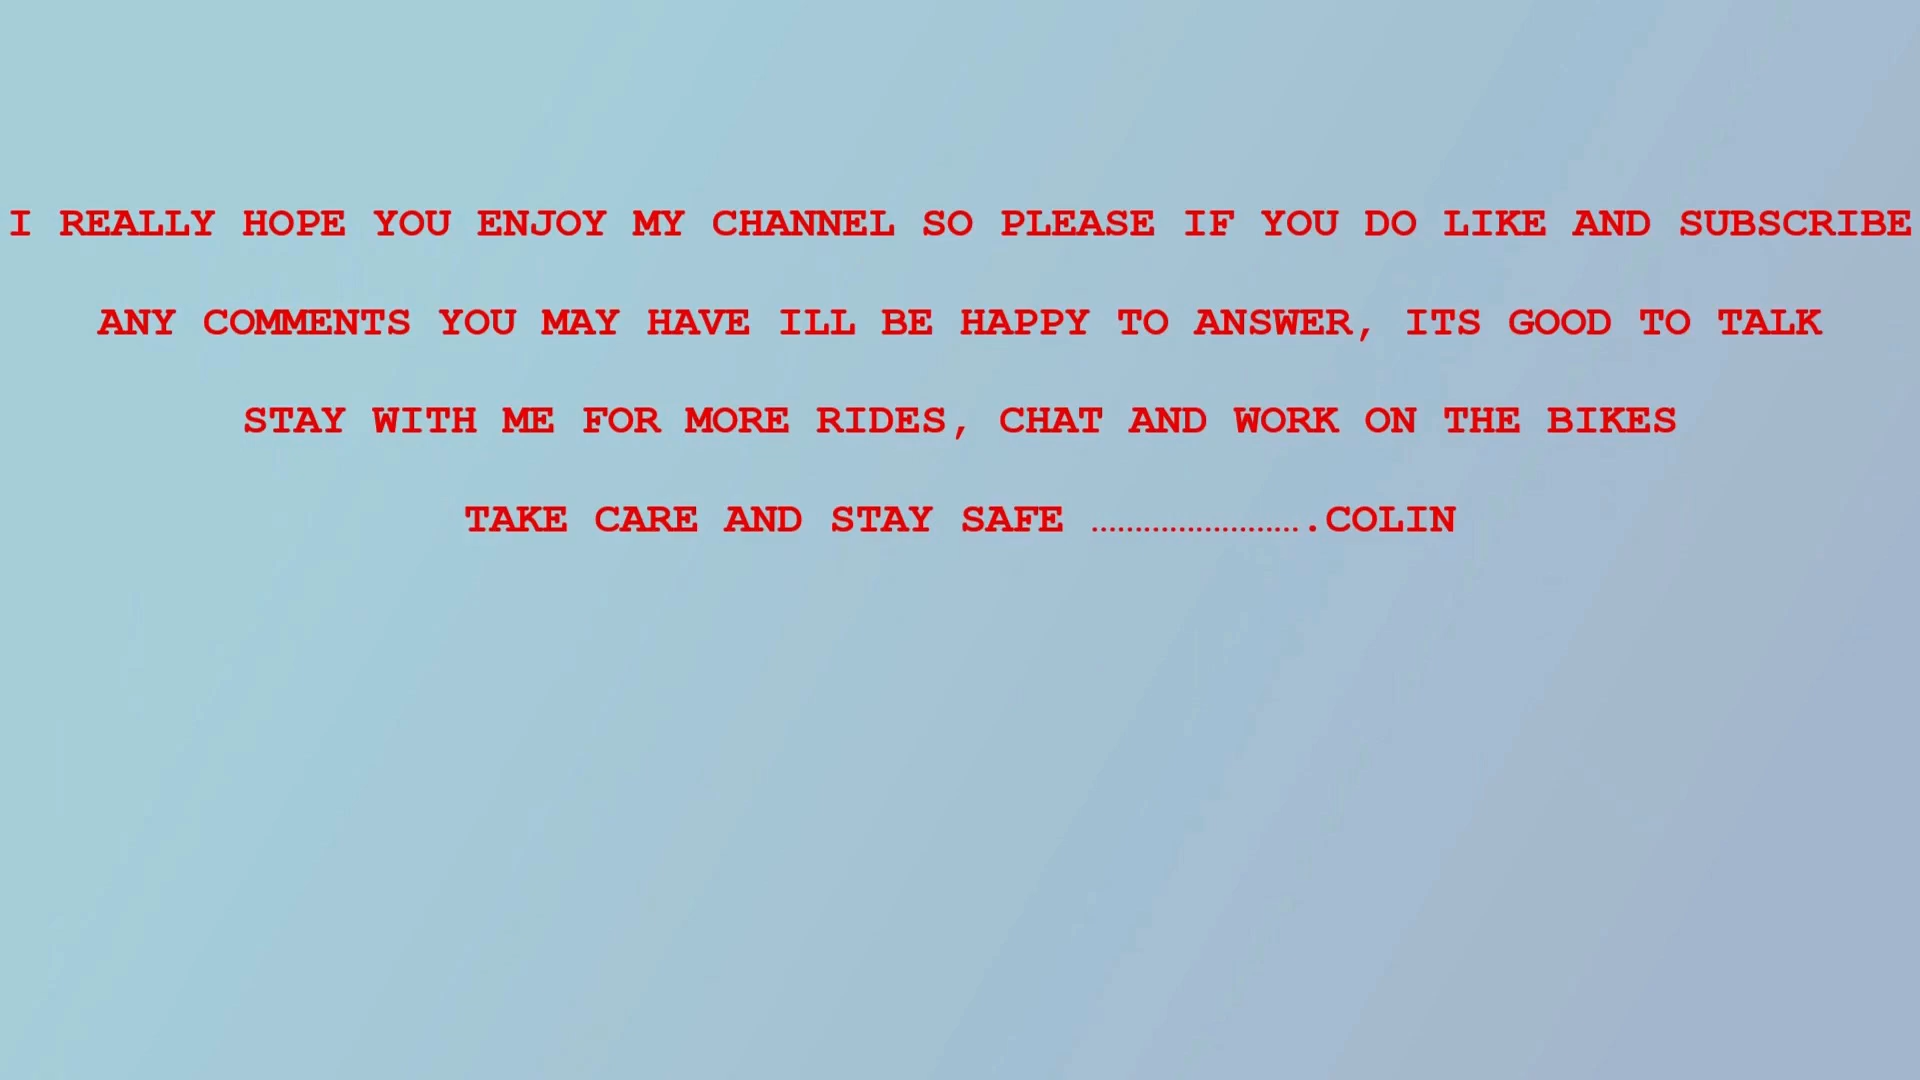 I REALLY HOPE YOU ENJOY MY CHANNEL SO PLEASE IF YOU DO LIKE AND SUBSCRIBE
ANY COMMENTS YOU MAY HAVE ILL BE HAPPY TO ANSWER, ITS GOOD TO TALK
STAY WITH ME FOR MORE RIDES, CHAT AND WORK ON THE BIKES
TAKE CARE AND STAY SAFE …………………….COLIN